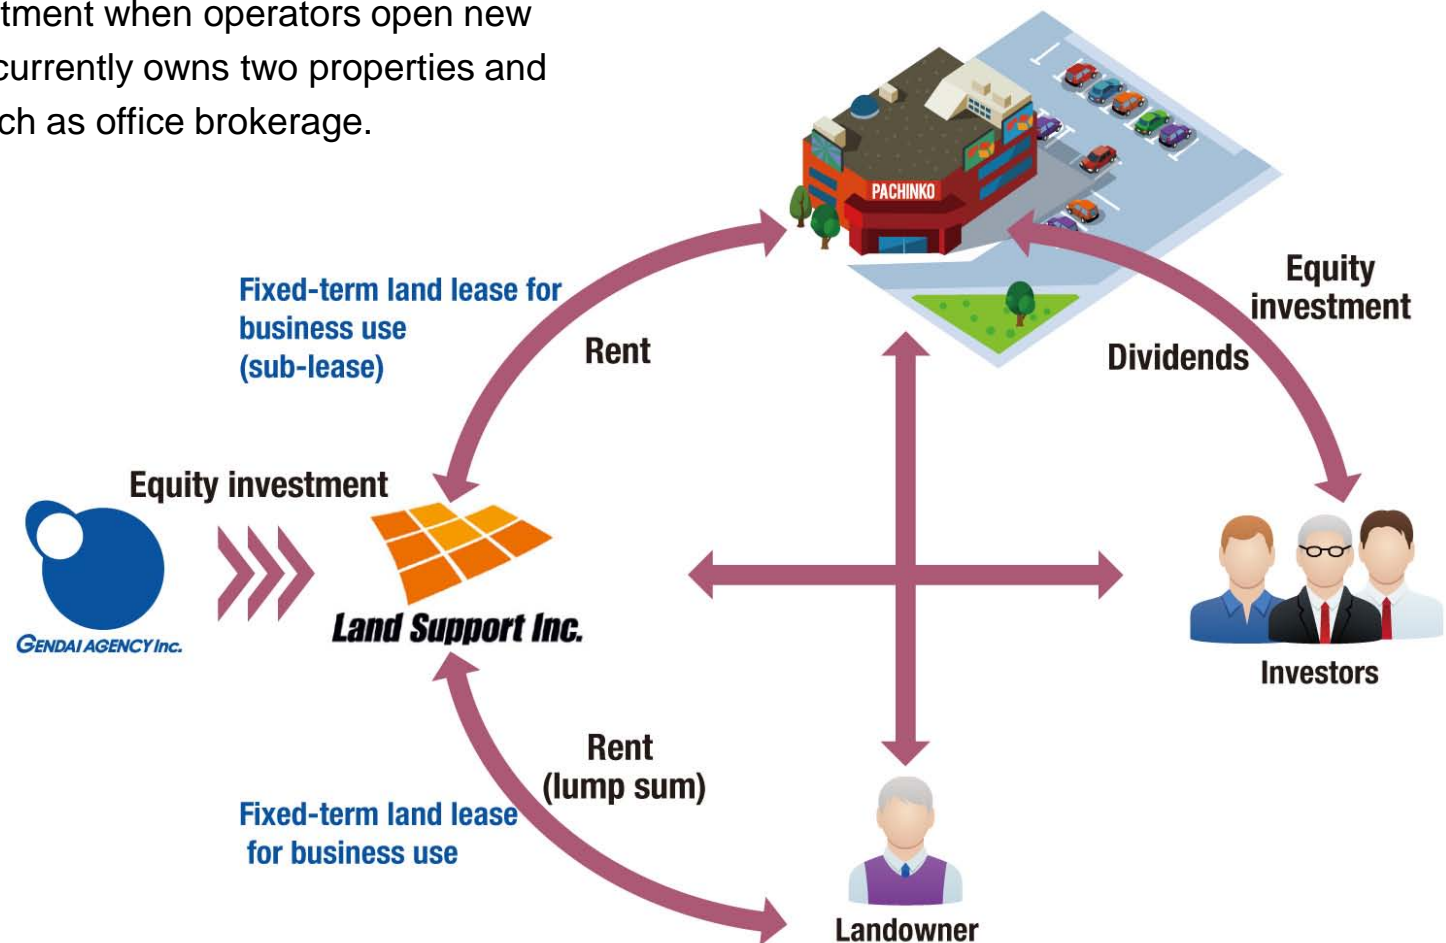 tment when operators open new
currently owns two properties and
ch as office brokerage.
PACHINKO
Fixed-term land lease for
business use
(sub-lease)
Rent
Equity
investment
Dividends
Equity investment
GENDAI AGENCY Inc.
Land Support Inc.
Investors
Rent
(lump sum)
Fixed-term land lease
for business use
Landowner